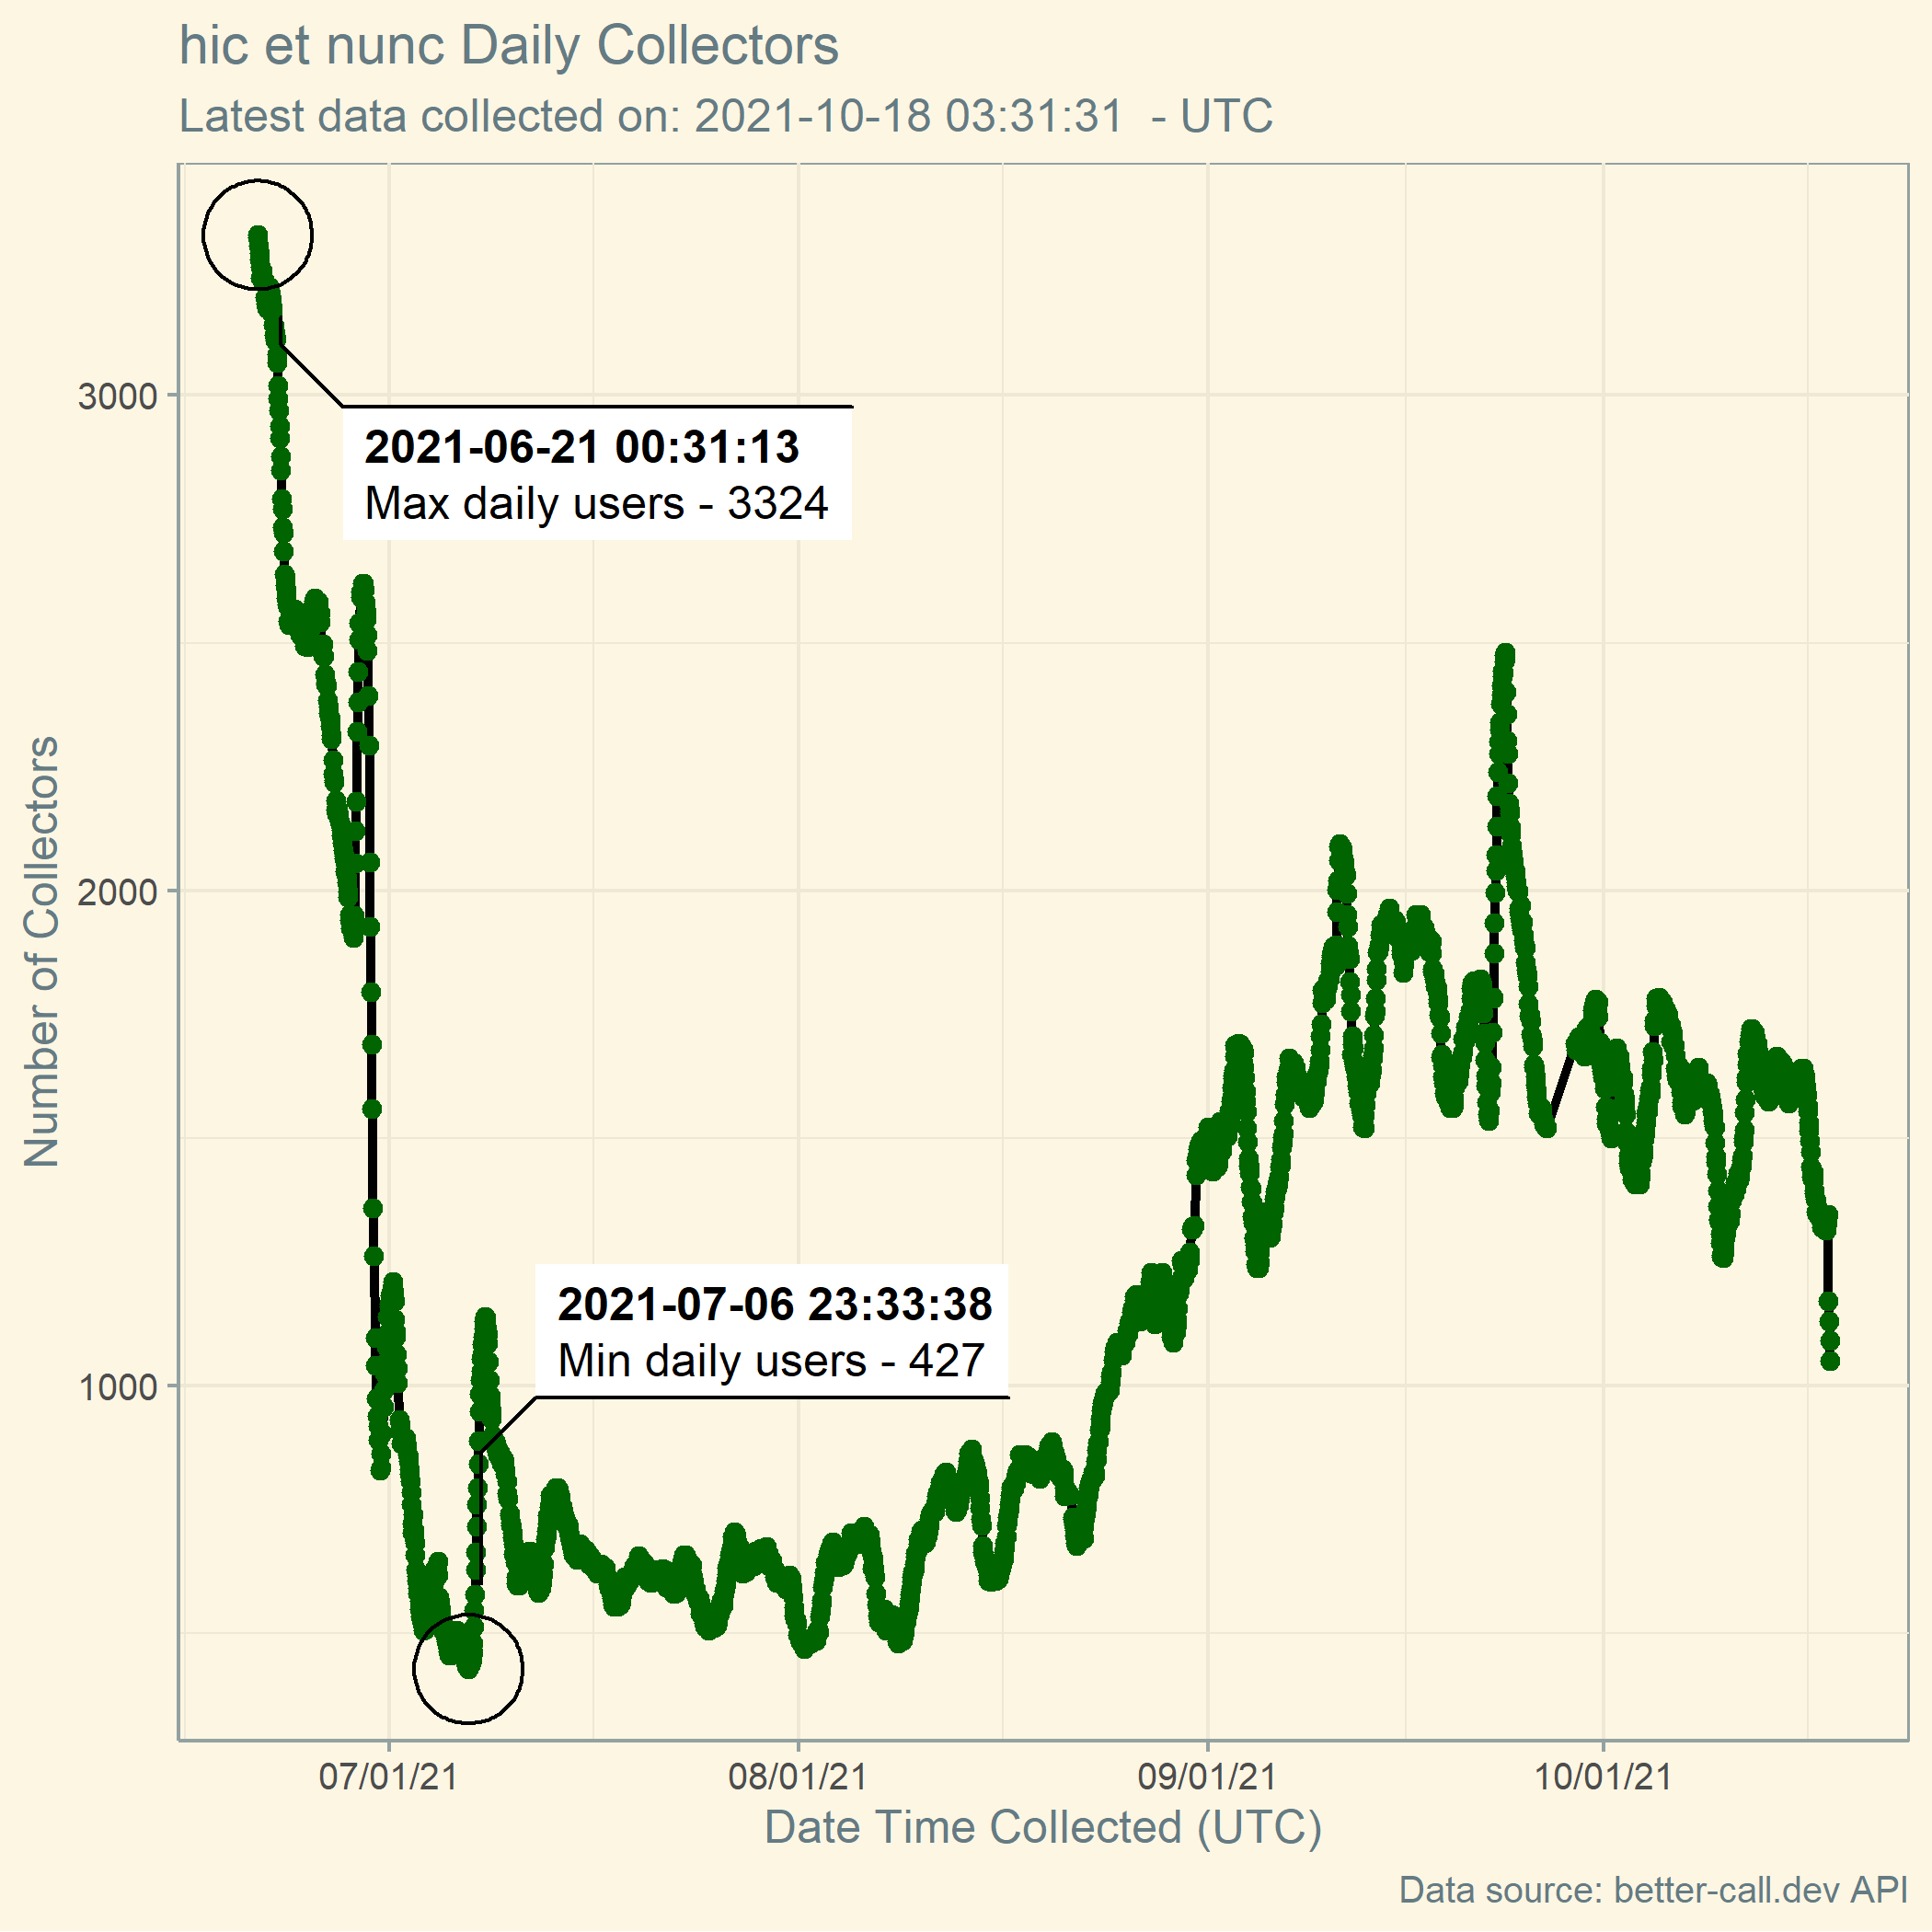 hic et nunc Daily Collectors
Latest data collected on: 2021-10-18 03:31:31  - UTC
Number of Collectors
3000
2000
1000
2021-06-21 00:31:13
Max daily users - 3324
2021-07-06 23:33:38
Min daily users - 427
07/01/21
08/01/21
09/01/21
10/01/21
Date Time Collected (UTC)
Data source: better-call.dev API